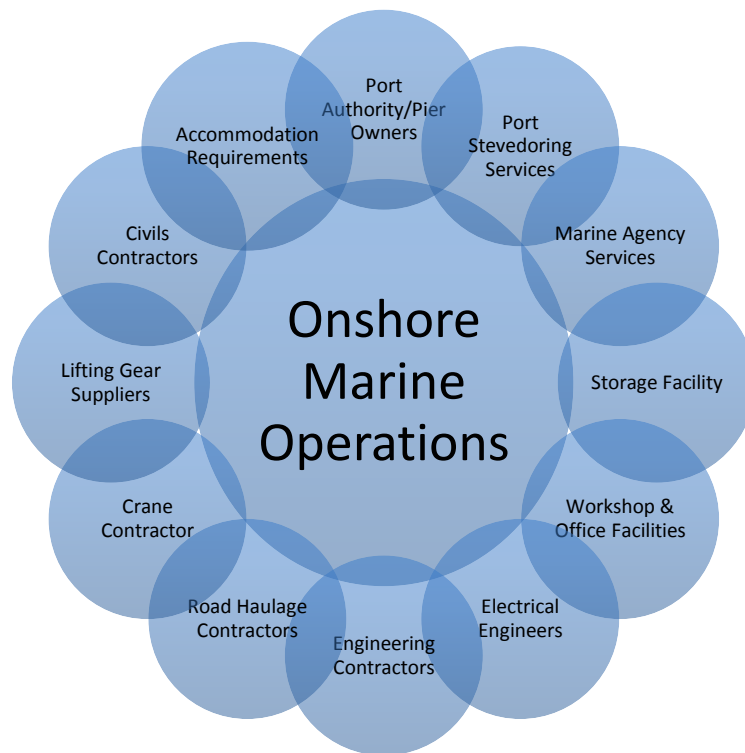 Port
Authority/Pier
Owners
Port
Stevedoring
Services
Marine Agency
Services
Storage Facility
Workshop &
Office Facilities
Electrical
Engineers
Engineering
Contractors
Road Haulage
Contractors
Crane
Contractor
Lifting Gear
Suppliers
Civils
Contractors
Accommodation
Requirements
Onshore
Marine
Operations